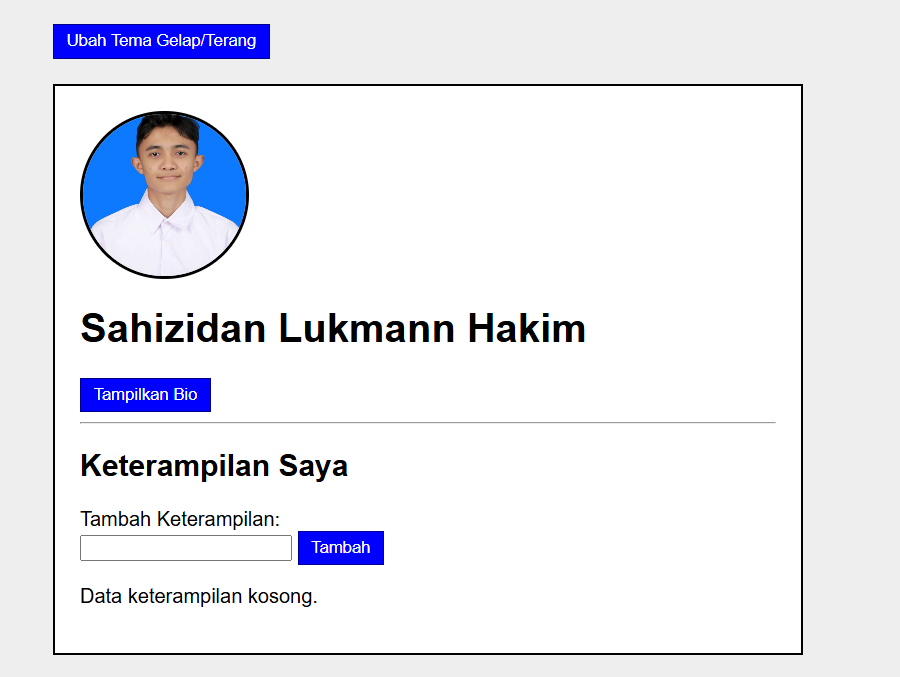 Ubah Tema Gelap/Terang
Sahizidan Lukmann Hakim
Tampilkan Bio
Keterampilan Saya
Tambah Keterampilan:
Tambah
Data keterampilan kosong.